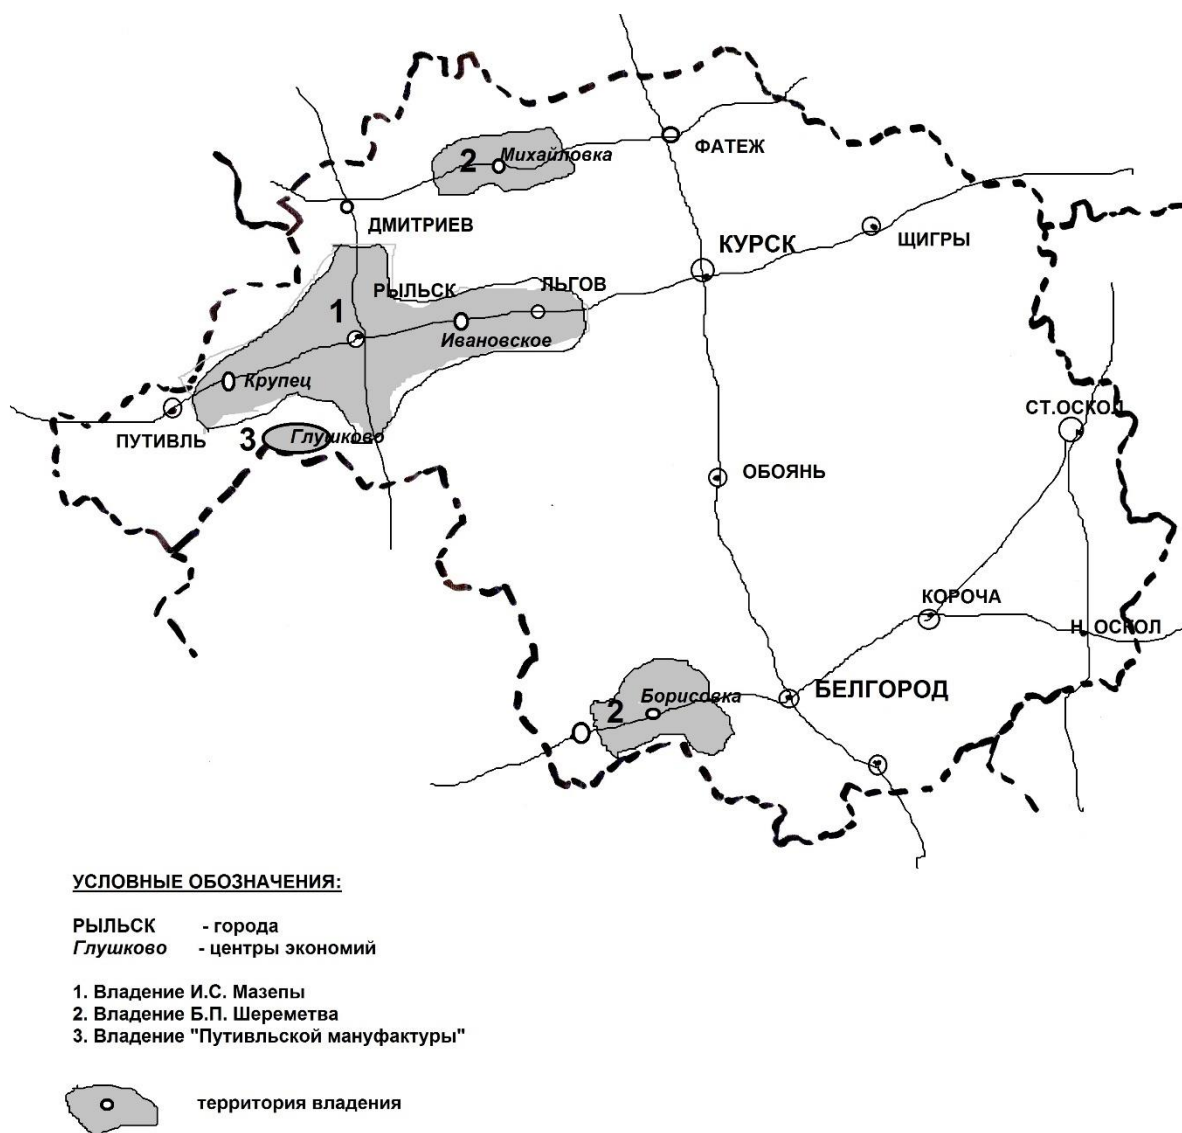 ФАТЕЖ
2 Михайловка
ДМИТРИЕВ
ЩИГРЫ
КУРСК
РЫЛЬСК
ЛЬГОВ
1
Ивановское
Крупец
ПУТИВЛЬ
3 Глушково
СТ.ОСКОЛ
ОБОЯНЬ
КОРОЧА
Н. ОСКОЛ
БЕЛГОРОД
2 Борисовка
УСЛОВНЫЕ ОБОЗНАЧЕНИЯ:
РЫЛЬСК - города
Глушково - центры экономий
1. Владение И.С. Мазепы
2. Владение Б.П. Шереметва
3. Владение "Путивльской мануфактуры"
территория владения